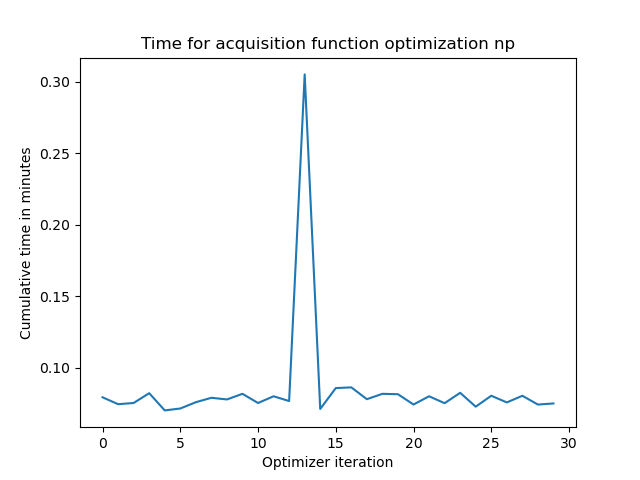 Time for acquisition function optimization np
Cumulative time in minutes
0.30
0.25
0.20
0.15
0.10
0 5 10 15 20 25 30
Optimizer iteration